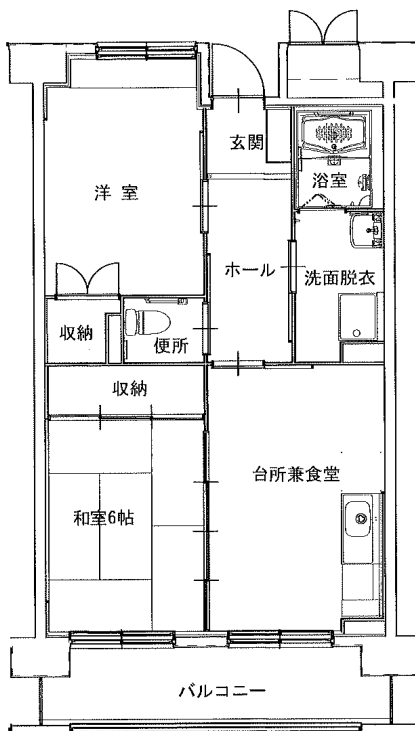 玄関
浴室
洋室
ホール
洗面脱衣
収納
便所
収納
台所兼食堂
和室6帖
バルコニー